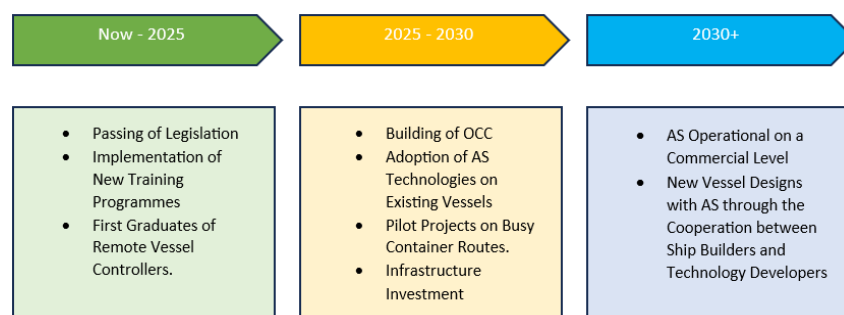 Now - 2025
2025 - 2030
2030+
• Passing of Legislation
• Implementation of
New Training
Programmes
• First Graduates of
Remote Vessel
Controllers.
• Building of OCC
• Adoption of AS
Technologies on
Existing Vessels
• Pilot Projects on Busy
Container Routes.
• Infrastructure
Investment
• AS Operational on a
Commercial Level
• New Vessel Designs
with AS through the
Cooperation between
Ship Builders and
Technology Developers